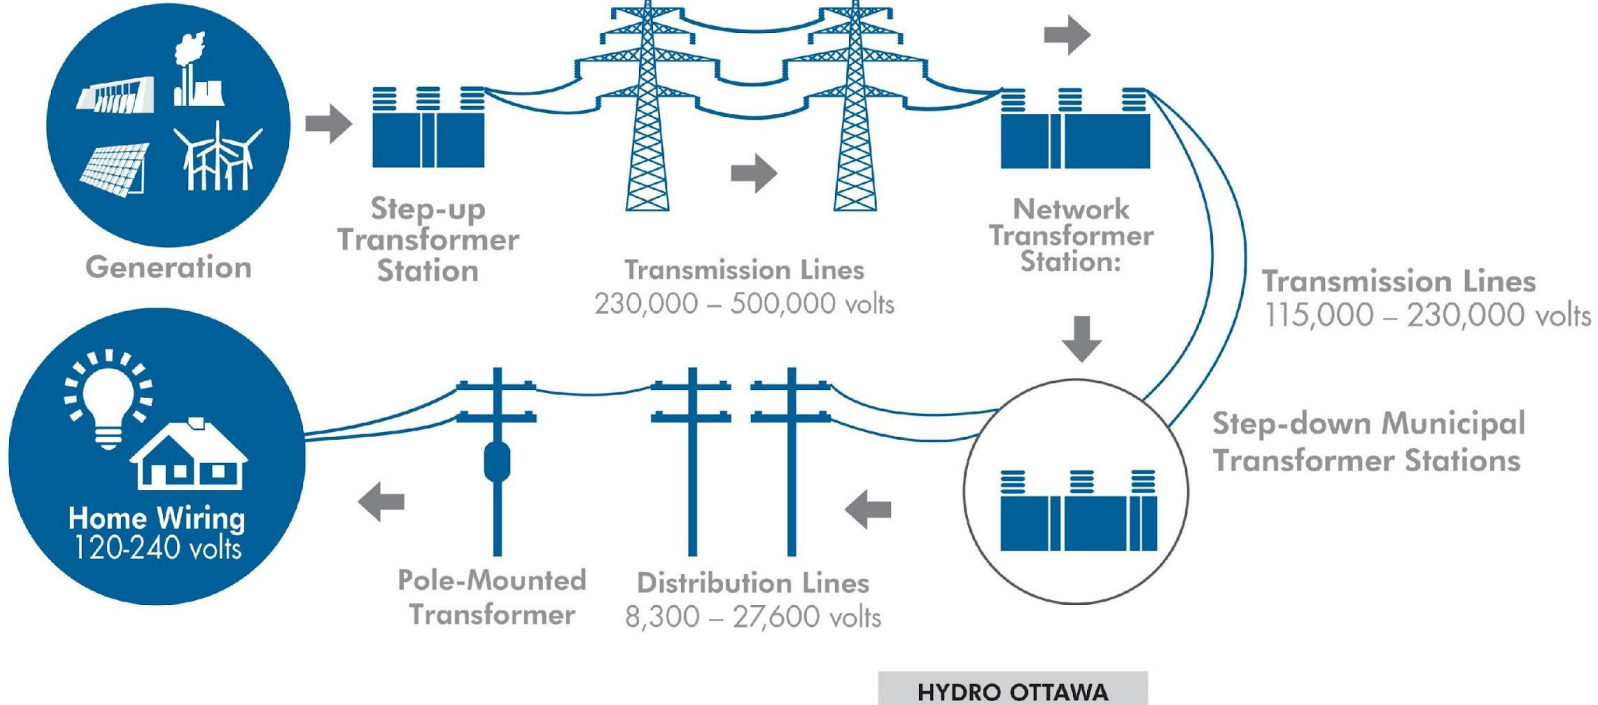 Generation
Step-up
Transformer
Station
Transmission Lines
230,000 – 500,000 volts
Network
Transformer
Station:
Transmission Lines
115,000 – 230,000 volts
Step-down Municipal
Transformer Stations
Distribution Lines
8,300 – 27,600 volts
Pole-Mounted
Transformer
Home Wiring
120-240 volts
HYDRO OTTAWA